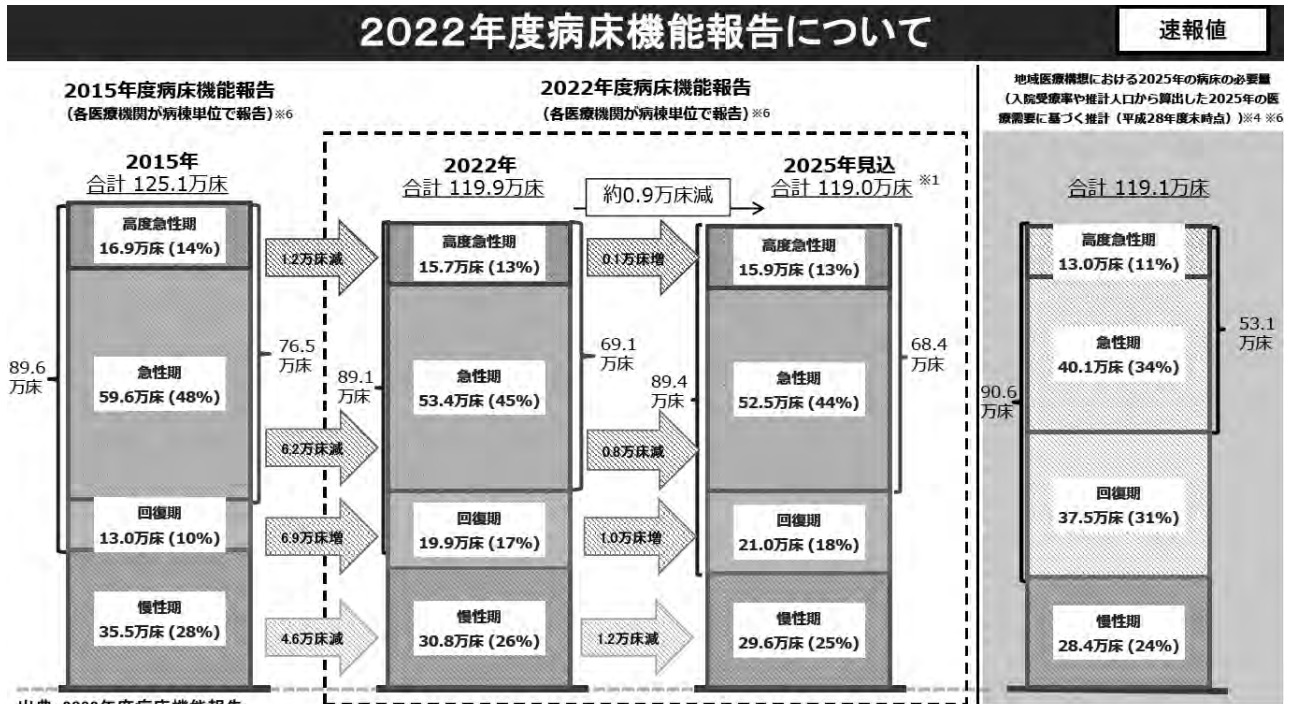 2022年度病床機能報告について
速報値
2015年度病床機能報告
(各医療機関が病棟単位で報告)※6
2015年
合計 125.1万床
高度急性期
16.9万床 (14%)
急性期
59.6万床 (48%)
回復期
13.0万床 (10%)
慢性期
35.5万床 (28%)
89.6
万床
76.5
万床
1.2万床減
6.2万床減
6.9万床増
4.6万床減
2022年度病床機能報告
(各医療機関が病棟単位で報告)※6
2022年
合計 119.9万床
高度急性期
15.7万床 (13%)
急性期
53.4万床 (45%)
回復期
19.9万床 (17%)
慢性期
30.8万床 (26%)
89.1
万床
69.1
万床
約0.9万床減
0.1万床増
0.8万床減
1.0万床増
1.2万床減
2025年見込
合計 119.0万床 ※1
高度急性期
15.9万床 (13%)
急性期
52.5万床 (44%)
回復期
21.0万床 (18%)
慢性期
29.6万床 (25%)
89.4
万床
68.4
万床
地域医療構想における2025年の病床の必要量
(入院受療率や推計人口から算出した2025年の医
療需要に基づく推計(平成28年度末時点))※4 ※6
合計 119.1万床
高度急性期
13.0万床 (11%)
急性期
40.1万床 (34%)
回復期
37.5万床 (31%)
慢性期
28.4万床 (24%)
90.6
万床
53.1
万床